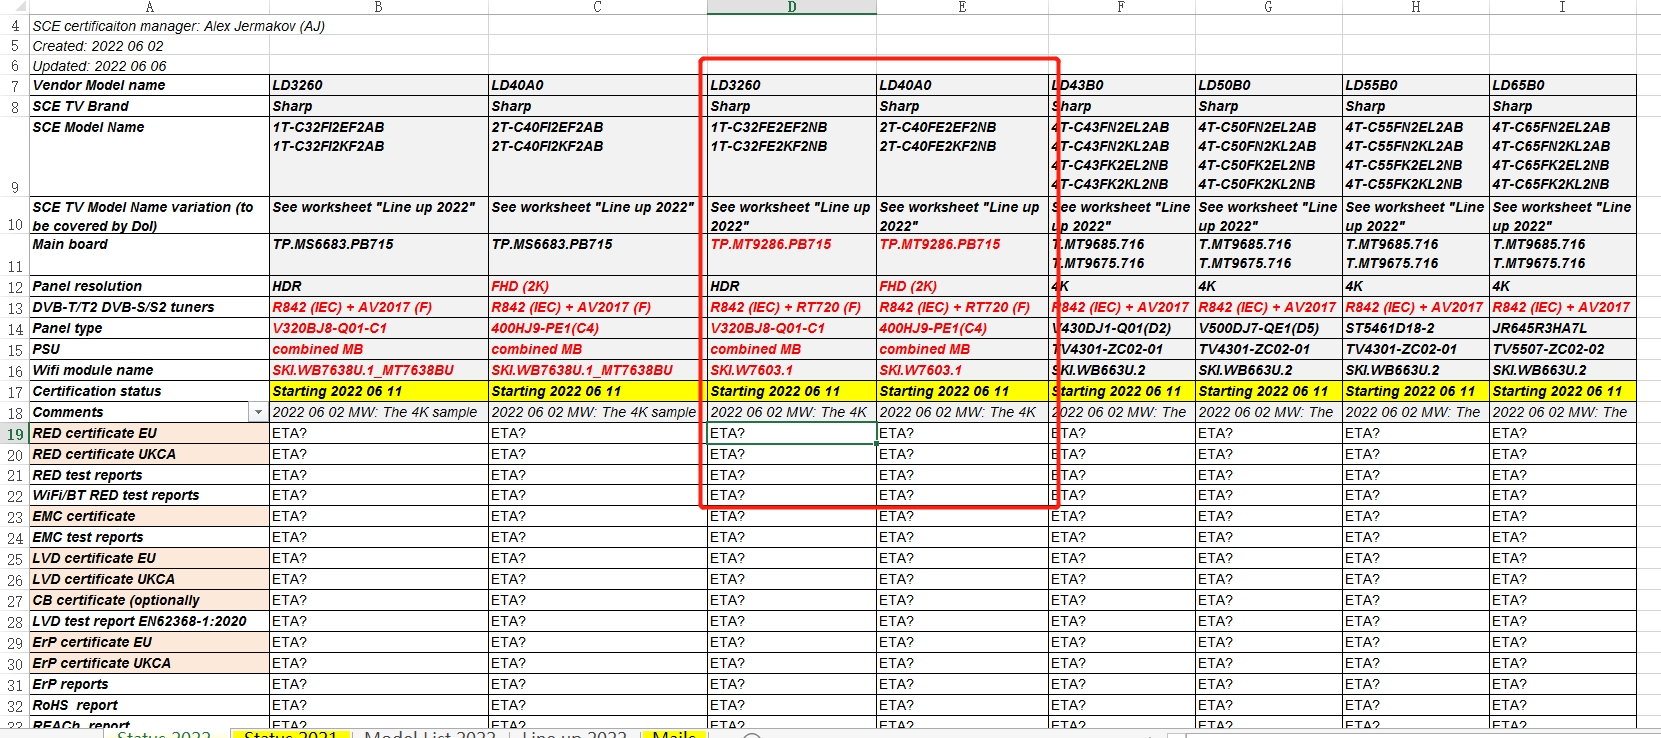 A B C D E F G H I
4 SCE certificaiton manager: Alex Jermakov (AJ)
5 Created: 2022 06 02
6 Updated: 2022 06 06
7 Vendor Model name LD3260 LD40A0 LD3260 LD40A0 LD43B0 LD50B0 LD55B0 LD65B0
8 SCE TV Brand Sharp Sharp Sharp Sharp Sharp Sharp Sharp Sharp
SCE Model Name 1T-C32FI2EF2AB 2T-C40FI2EF2AB 1T-C32FE2EF2NB 2T-C40FE2EF2NB 4T-C43FN2EL2AB 4T-C50FN2EL2AB 4T-C55FN2EL2AB 4T-C65FN2EL2AB
1T-C32FI2KF2AB 2T-C40FI2KF2AB 1T-C32FE2KF2NB 2T-C40FE2KF2NB 4T-C43FN2KL2AB 4T-C50FN2KL2AB 4T-C55FN2KL2AB 4T-C65FN2KL2AB
4T-C43FK2EL2NB 4T-C50FK2EL2NB 4T-C55FK2EL2NB 4T-C65FK2EL2NB
9 4T-C43FK2KL2NB 4T-C50FK2KL2NB 4T-C55FK2KL2NB 4T-C65FK2KL2NB
SCE TV Model Name variation (to See worksheet "Line up 2022" See worksheet "Line up 2022" See worksheet "Line up See worksheet "Line up See worksheet "Line See worksheet "Line See worksheet "Line See worksheet "Line
10 be covered by DoI) 2022" 2022" up 2022" up 2022" up 2022" up 2022"
Main board TP.MS6683.PB715 TP.MS6683.PB715 TP.MT9286.PB715 TP.MT9286.PB715 T.MT9685.716 T.MT9685.716 T.MT9685.716 T.MT9685.716
11 T.MT9675.716 T.MT9675.716 T.MT9675.716 T.MT9675.716
12 Panel resolution HDR FHD (2K) HDR FHD (2K) 4K 4K 4K 4K
13 DVB-T/T2 DVB-S/S2 tuners R842 (IEC) + AV2017 (F) R842 (IEC) + AV2017 (F) R842 (IEC) + RT720 (F) R842 (IEC) + RT720 (F) R842 (IEC) + AV2017 R842 (IEC) + AV2017 R842 (IEC) + AV2017 R842 (IEC) + AV2017
14 Panel type V320BJ8-Q01-C1 400HJ9-PE1(C4) V320BJ8-Q01-C1 400HJ9-PE1(C4) V430DJ1-Q01(D2) V500DJ7-QE1(D5) ST5461D18-2 JR645R3HA7L
15 PSU combined MB combined MB combined MB combined MB TV4301-ZC02-01 TV4301-ZC02-01 TV4301-ZC02-01 TV5507-ZC02-02
16 Wifi module name SKI.WB7638U.1_MT7638BU SKI.WB7638U.1_MT7638BU SKI.W7603.1 SKI.W7603.1 SKI.WB663U.2 SKI.WB663U.2 SKI.WB663U.2 SKI.WB663U.2
17 Certification status Starting 2022 06 11 Starting 2022 06 11 Starting 2022 06 11 Starting 2022 06 11 Starting 2022 06 11 Starting 2022 06 11 Starting 2022 06 11 Starting 2022 06 11
18 Comments 2022 06 02 MW: The 4K sample 2022 06 02 MW: The 4K sample 2022 06 02 MW: The 4K 2022 06 02 MW: The 4K 2022 06 02 MW: The 2022 06 02 MW: The 2022 06 02 MW: The 2022 06 02 MW: The
19 RED certificate EU ETA? ETA? ETA? ETA? ETA? ETA? ETA? ETA?
20 RED certificate UKCA ETA? ETA? ETA? ETA? ETA? ETA? ETA? ETA?
21 RED test reports ETA? ETA? ETA? ETA? ETA? ETA? ETA? ETA?
22 WiFi/BT RED test reports ETA? ETA? ETA? ETA? ETA? ETA? ETA? ETA?
23 EMC certificate ETA? ETA? ETA? ETA? ETA? ETA? ETA? ETA?
24 EMC test reports ETA? ETA? ETA? ETA? ETA? ETA? ETA? ETA?
25 LVD certificate EU ETA? ETA? ETA? ETA? ETA? ETA? ETA? ETA?
26 LVD certificate UKCA ETA? ETA? ETA? ETA? ETA? ETA? ETA? ETA?
27 CB certificate (optionally ETA? ETA? ETA? ETA? ETA? ETA? ETA? ETA?
28 LVD test report EN62368-1:2020 ETA? ETA? ETA? ETA? ETA? ETA? ETA? ETA?
29 ErP certificate EU ETA? ETA? ETA? ETA? ETA? ETA? ETA? ETA?
30 ErP certificate UKCA ETA? ETA? ETA? ETA? ETA? ETA? ETA? ETA?
31 ErP reports ETA? ETA? ETA? ETA? ETA? ETA? ETA? ETA?
32 RoHS report ETA? ETA? ETA? ETA? ETA? ETA? ETA? ETA?
33 REACh report ETA? ETA? ETA? ETA? ETA? ETA? ETA? ETA?
Status 2022 Status 2021 Model List 2022 Line up 2022 Mails